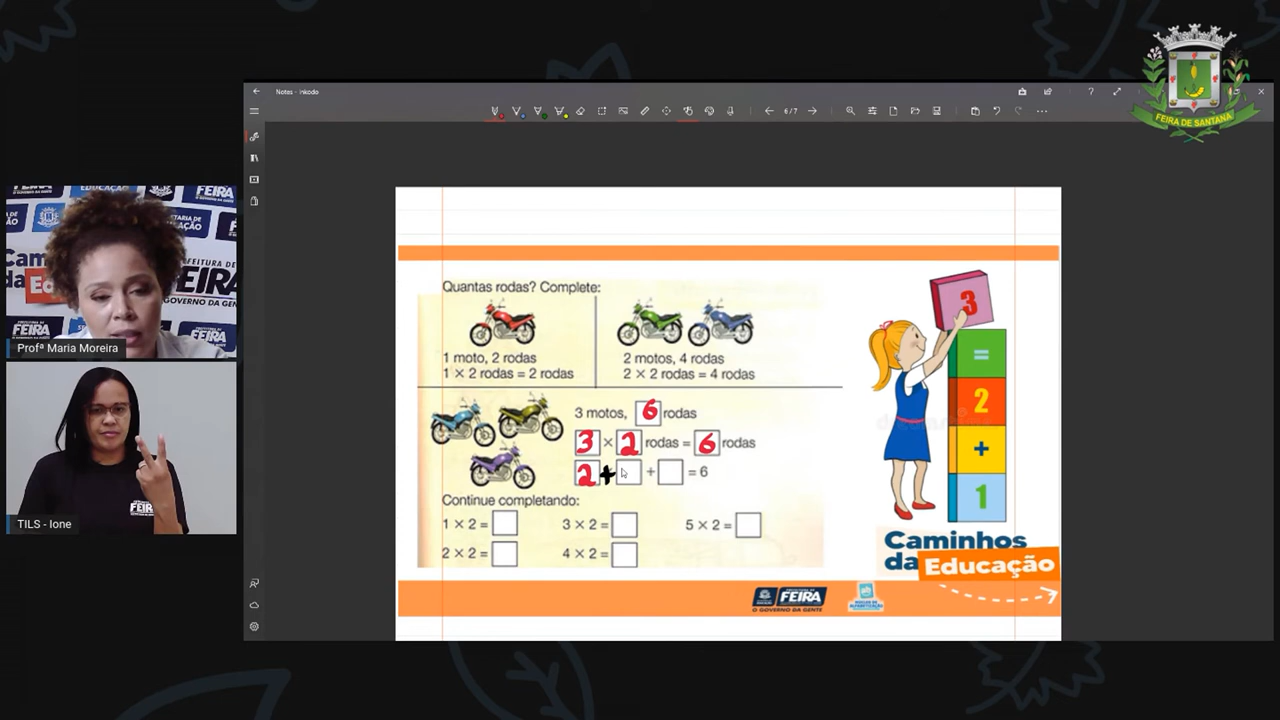 FEIRA DE SANTANA
Notes - Inkodo
6/7
Quantas rodas? Complete:
1 moto, 2 rodas
1 × 2 rodas = 2 rodas
2 motos, 4 rodas
2 × 2 rodas = 4 rodas
3 motos, 6 rodas
3 × 2 rodas = 6 rodas
2 + + = 6
Continue completando:
1 × 2 =
3 × 2 =
5 × 2 =
2 × 2 =
4 × 2 =
3
=
2
+
1
Caminhos
da Educação
FEIRA
O GOVERNO DA GENTE
Profª Maria Moreira
TILS - Ione